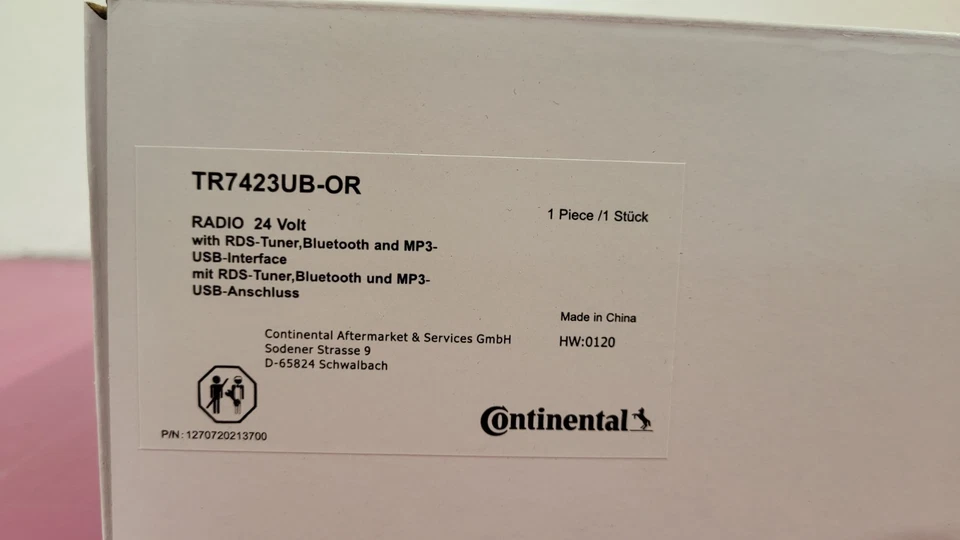 TR7423UB-OR
1 Piece /1 Stück
RADIO 24 Volt
with RDS-Tuner,Bluetooth and MP3-
USB-Interface
mit RDS-Tuner,Bluetooth und MP3-
USB-Anschluss
Made in China
HW:0120
Continental Aftermarket & Services GmbH
Sodener Strasse 9
D-65824 Schwalbach
Continental
P/N: 1270720213700